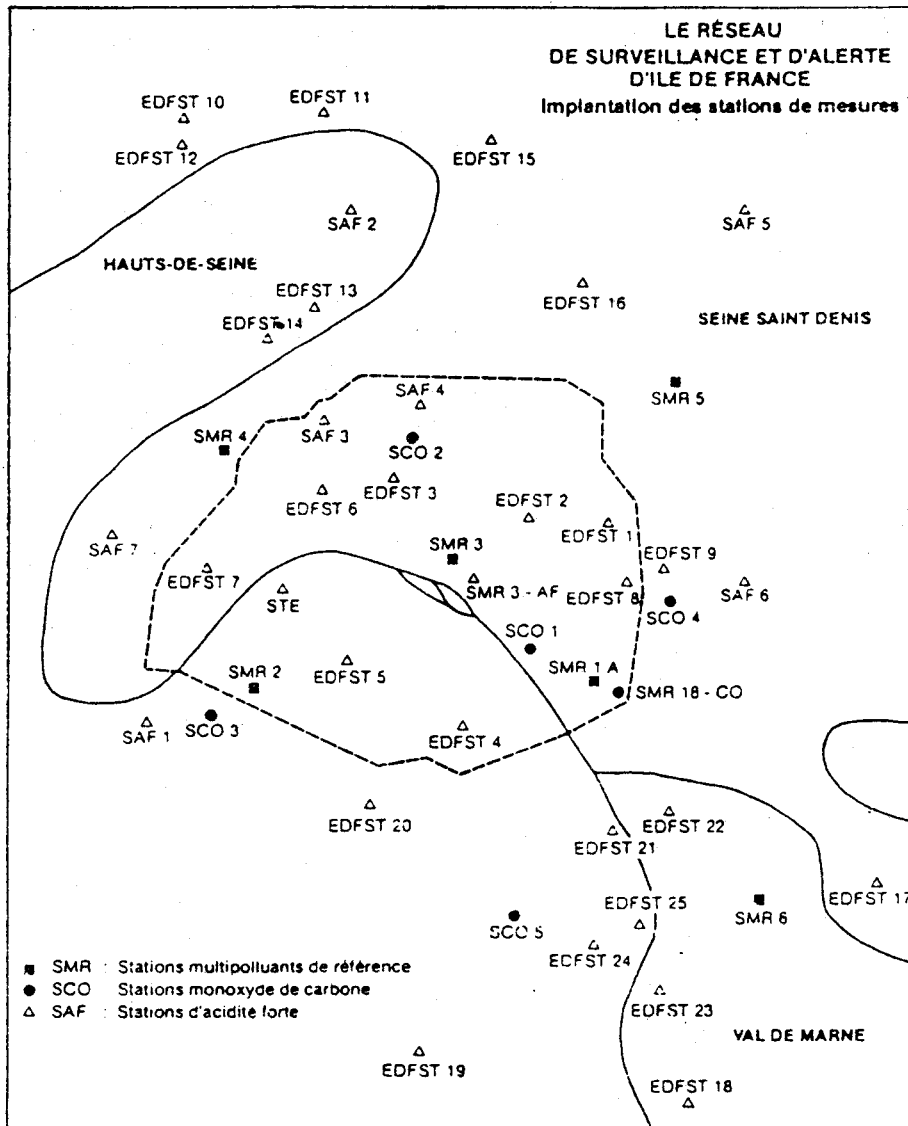 LE RÉSEAU
DE SURVEILLANCE ET D'ALERTE
D'ILE DE FRANCE
Implantation des stations de mesures
EDFST 10
EDFST 11
EDFST 12
EDFST 15
SAF 2
SAF 5
HAUTS-DE-SEINE
EDFST 13
EDFST 14
EDFST 16
SEINE SAINT DENIS
SAF 4
SMR 5
SAF 3
SMR 4
SCO 2
EDFST 3
EDFST 6
EDFST 2
EDFST 1
SAF 7
SMR 3
EDFST 9
EDFST 7
SMR 3 - AF
EDFST 8
SAF 6
STE
SCO 4
SCO 1
SMR 2
EDFST 5
SMR 1 A
SMR 18 - CO
SAF 1
SCO 3
EDFST 4
EDFST 20
EDFST 22
EDFST 21
EDFST 17
EDFST 25
SMR 6
SCO 5
EDFST 24
SMR : Stations multipolluants de référence
SCO Stations monoxyde de carbone
SAF : Stations d'acidité forte
EDFST 23
VAL DE MARNE
EDFST 19
EDFST 18